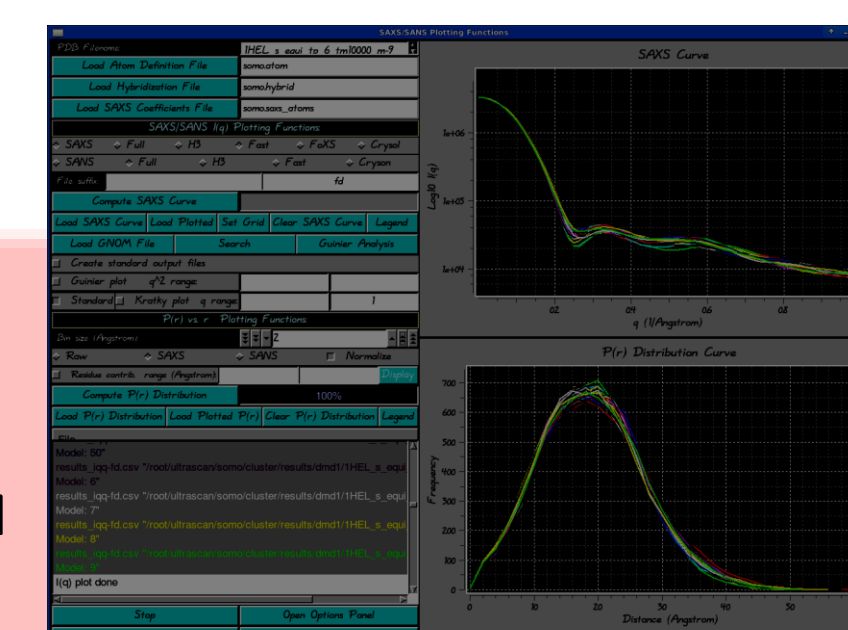 SAXS/SANS Plotting Functions
PDB Filename 1HEL_s equi to 6 tm10000 m-9
Load Atom Definition File somo.atom
Load Hybridization File somo.hybrid
Load SAXS Coefficients File somo.saxs_atoms
SAXS/SANS I(q) Plotting Functions:
SAXS Full H3 Fast FoXS Crysol
SANS Full H3 Fast Cryson
File suffix: fd
Compute SAXS Curve
Load SAXS Curve Load Plotted Set Grid Clear SAXS Curve Legend
Load GNOM File Search Guinier Analysis
Create standard output files
Guinier plot q^2 range:
Standard Kratky plot q range: 1
P(r) vs r Plotting Functions:
Bin size (Angstrom): 2
Raw SAXS SANS Normalize
Residue contrib. range (Angstrom): Display
Compute P(r) Distribution 100%
Load P(r) Distribution Load Plotted P(r) Clear P(r) Distribution Legend
File
Model: 50"
results_iqq-fd.csv "/root/ultrascan/somo/cluster/results/dmd1/1HEL_s_equi
Model: 6"
results_iqq-fd.csv "/root/ultrascan/somo/cluster/results/dmd1/1HEL_s_equi
Model: 7"
results_iqq-fd.csv "/root/ultrascan/somo/cluster/results/dmd1/1HEL_s_equi
Model: 8"
results_iqq-fd.csv "/root/ultrascan/somo/cluster/results/dmd1/1HEL_s_equi
Model: 9"
I(q) plot done
Stop Open Options Panel
SAXS Curve
Log10 I(q)
1e+06
1e+05
1e+04
0.2 0.4 0.6 0.8
q (1/Angstrom)
P(r) Distribution Curve
Frequency
700
600
500
400
300
200
100
0
0 10 20 30 40 50
Distance (Angstrom)